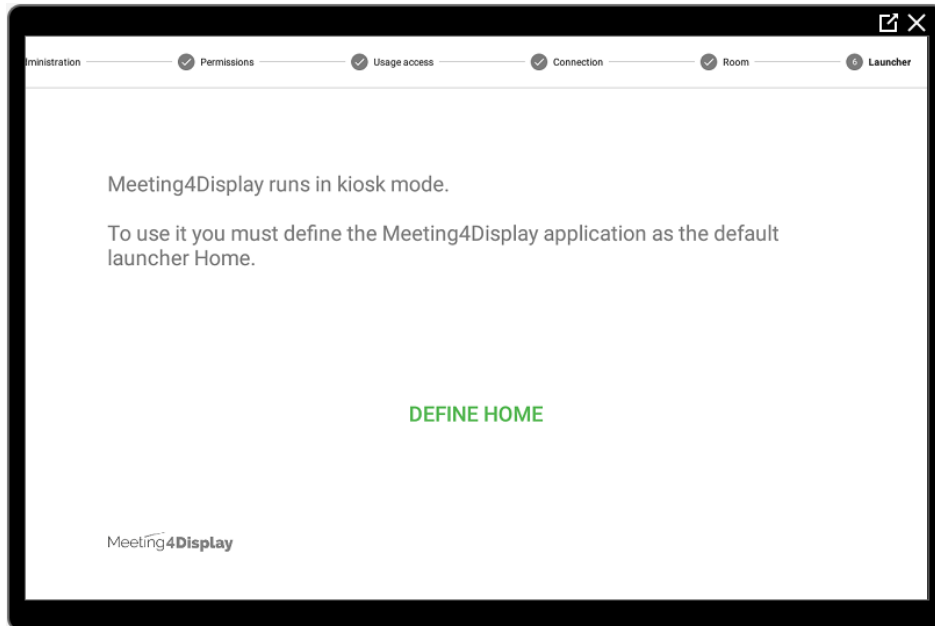 ministration Permissions Usage access Connection Room 6 Launcher
Meeting4Display runs in kiosk mode.
To use it you must define the Meeting4Display application as the default
launcher Home.
DEFINE HOME
Meeting4Display